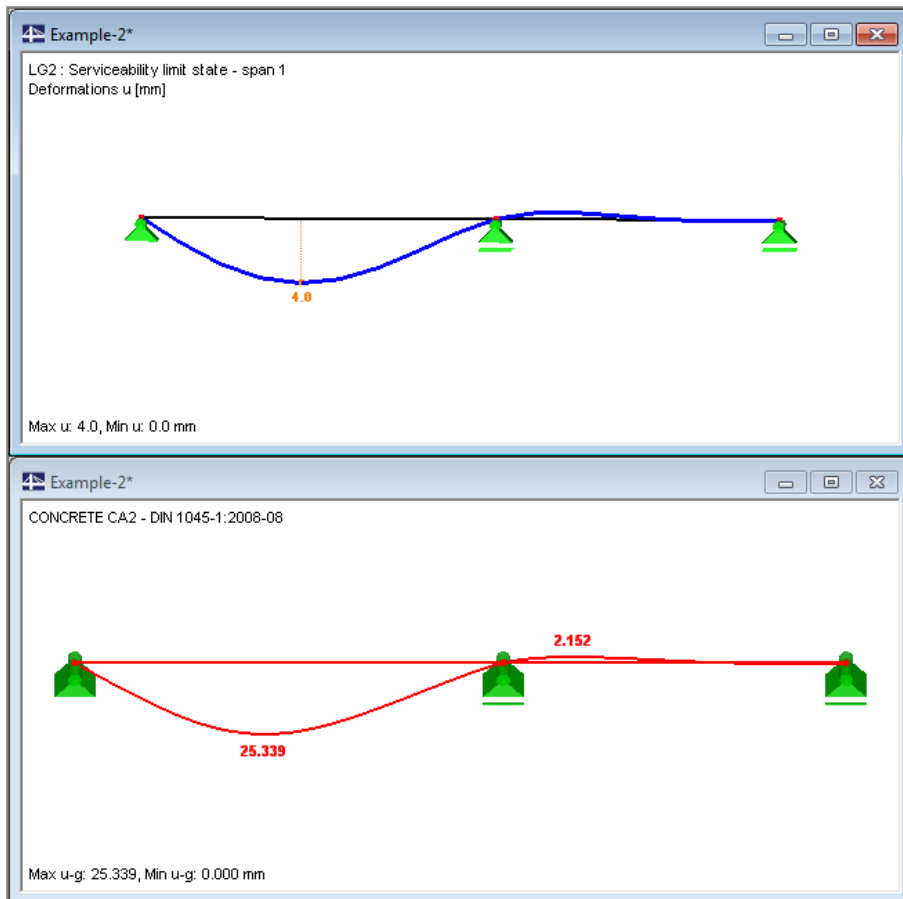 Example-2*
LG2 : Serviceability limit state - span 1
Deformations u [mm]
4.0
Max u: 4.0, Min u: 0.0 mm
Example-2*
CONCRETE CA2 - DIN 1045-1:2008-08
2.152
25.339
Max u-g: 25.339, Min u-g: 0.000 mm